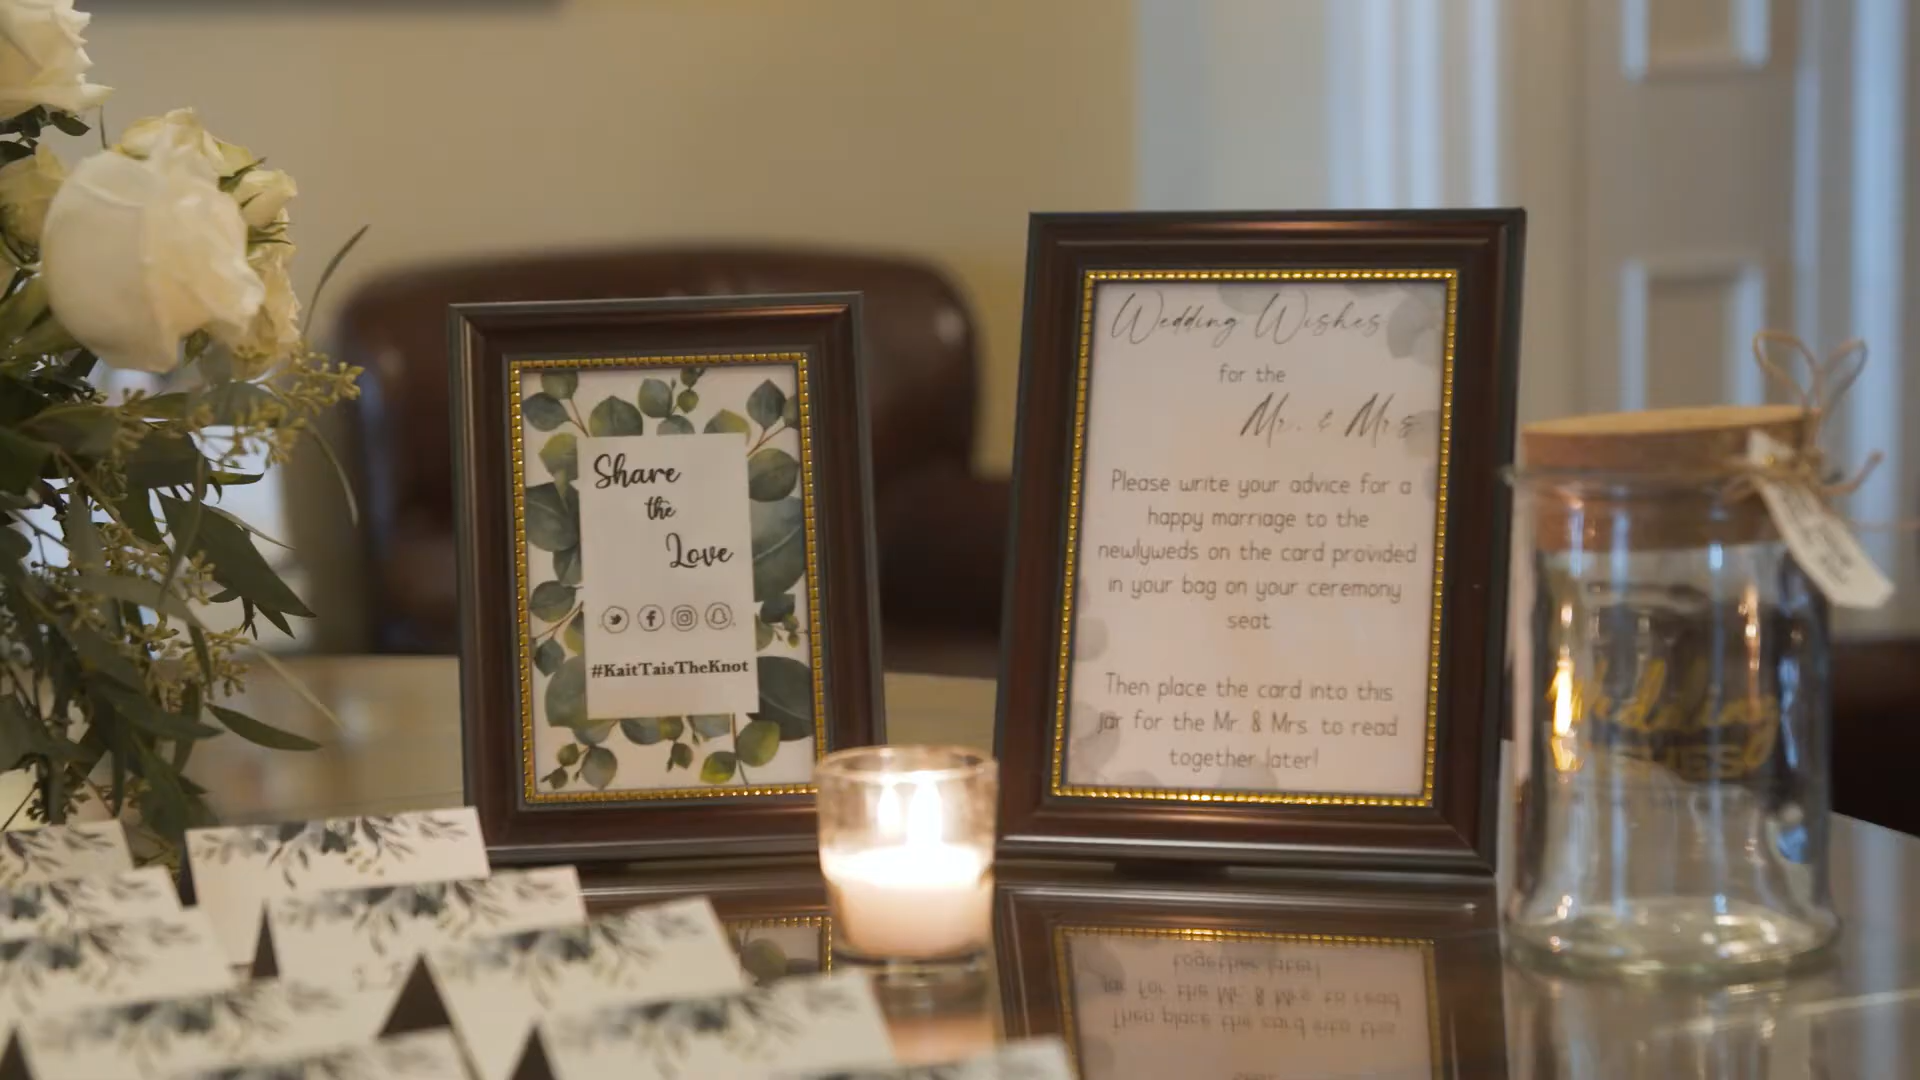 Share
the
Love
#KaitTaisTheKnot
Wedding Wishes
for the
Mr. & Mrs.
Please write your advice for a
happy marriage to the
newlyweds on the card provided
in your bag on your ceremony
seat.
Then place the card into this
jar for the Mr. & Mrs. to read
together later!
Wedding
WISHES